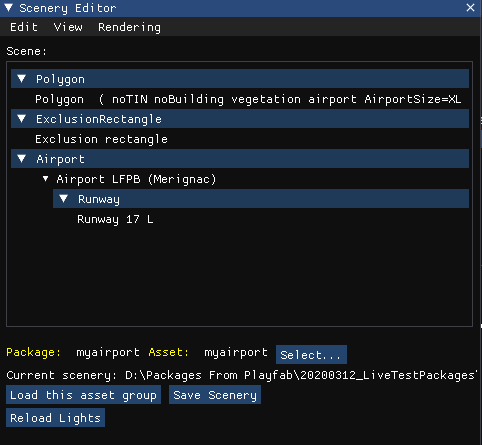 Scenery Editor
Edit View Rendering
Scene:
Polygon
Polygon ( noTIN noBuilding vegetation airport AirportSize=XL
ExclusionRectangle
Exclusion rectangle
Airport
Airport LFPB (Merignac)
Runway
Runway 17 L
Package: myairport Asset: myairport Select...
Current scenery: D:\Packages From Playfab\20200312_LiveTestPackages
Load this asset group Save Scenery
Reload Lights